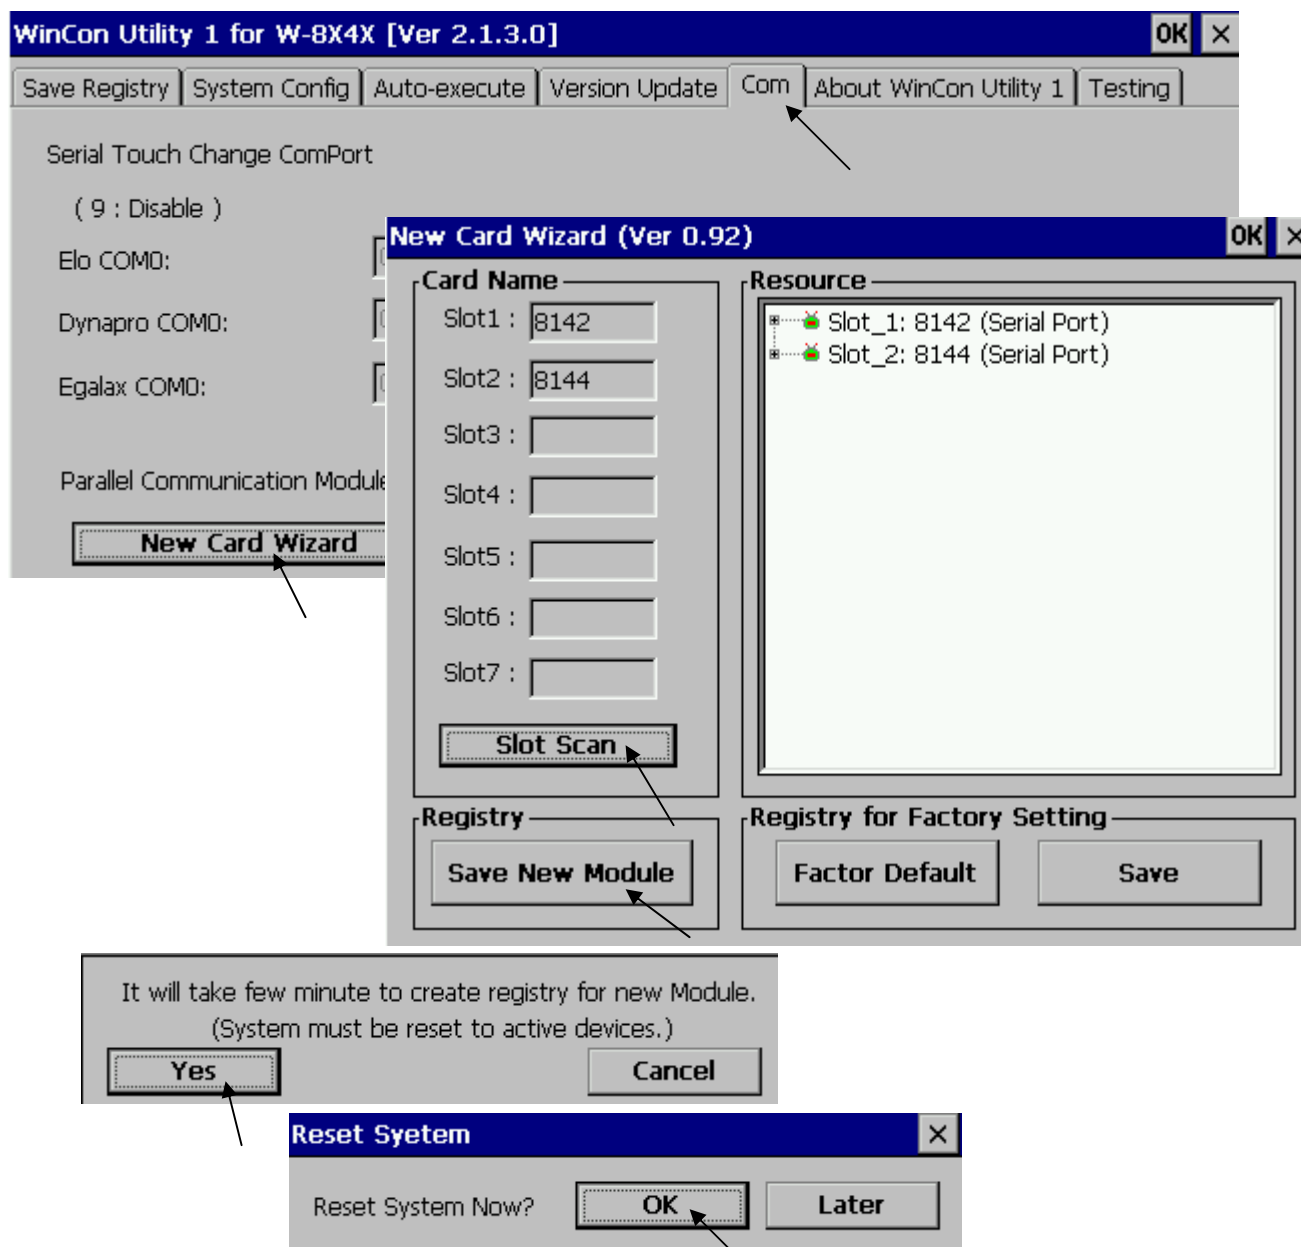 WinCon Utility 1 for W-8X4X [Ver 2.1.3.0] OK
Save Registry System Config Auto-execute Version Update Com About WinCon Utility 1 Testing
Serial Touch Change ComPort
( 9 : Disable )
Elo COM0:
Dynapro COM0:
Egalax COM0:
Parallel Communication Module
New Card Wizard
New Card Wizard (Ver 0.92) OK
Card Name
Slot1 : 8142
Slot2 : 8144
Slot3 :
Slot4 :
Slot5 :
Slot6 :
Slot7 :
Slot Scan
Resource
Slot_1: 8142 (Serial Port)
Slot_2: 8144 (Serial Port)
Registry
Save New Module
Registry for Factory Setting
Factor Default Save
It will take few minute to create registry for new Module.
(System must be reset to active devices.)
Yes Cancel
Reset Syetem
Reset System Now? OK Later